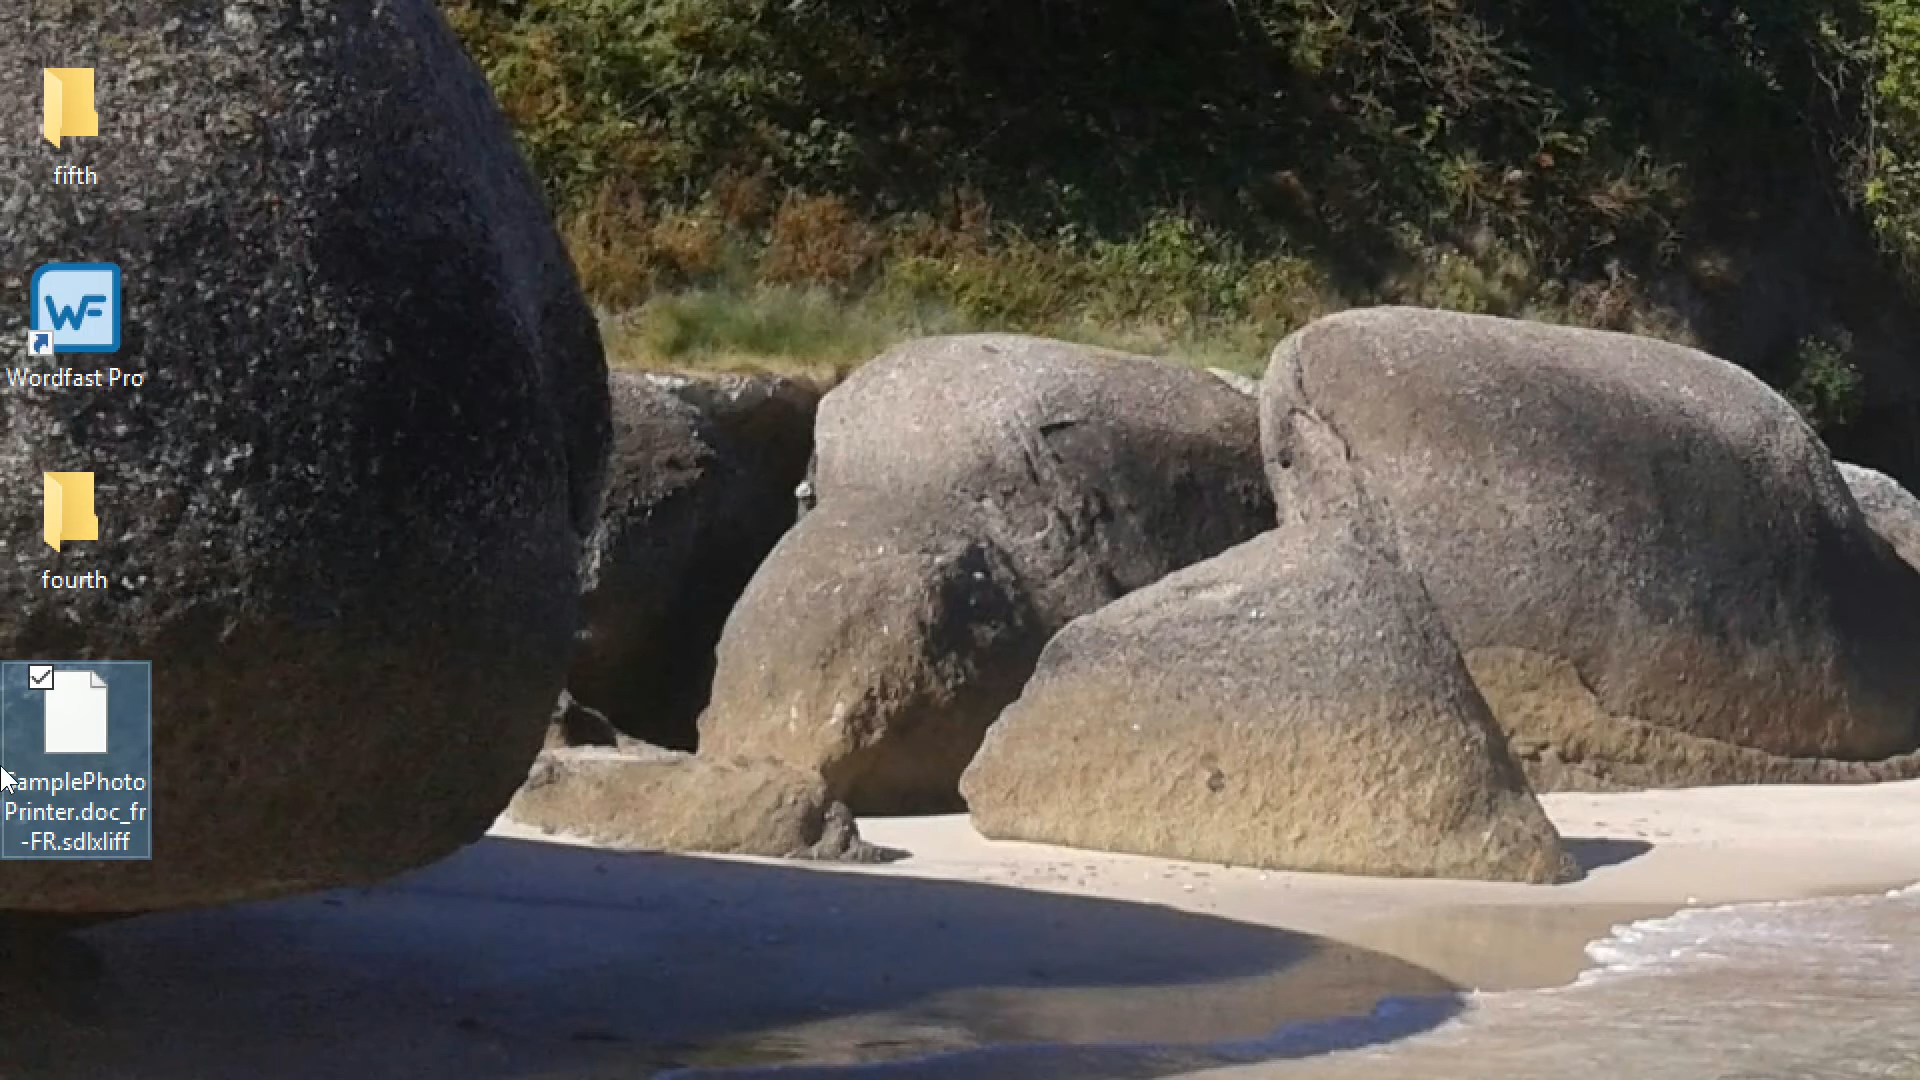 fifth
WF
Wordfast Pro
fourth
amplePhoto
Printer.doc_fr
-FR.sdlxliff